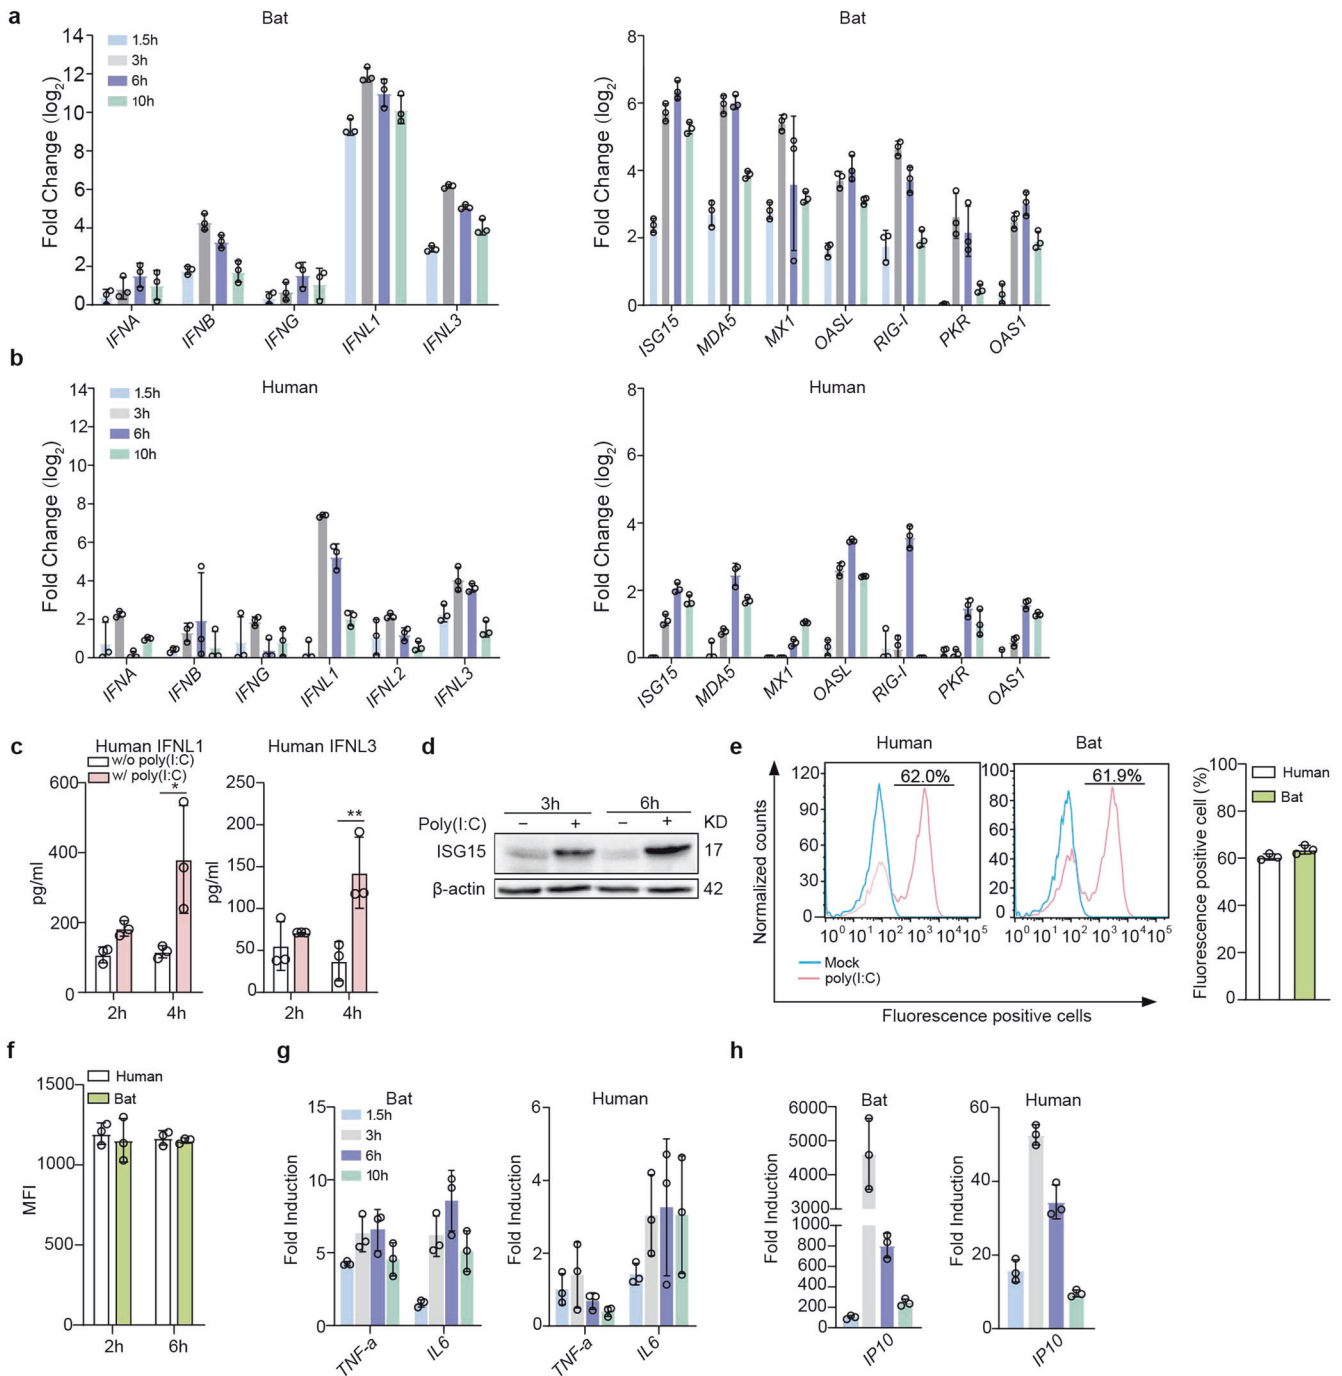 a
Bat
Bat
Fold Change (log2)
14
12
10
8
6
4
2
0
1.5h
3h
6h
10h
IFNA
IFNB
IFNG
IFNL1
IFNL3
Fold Change (log2)
8
6
4
2
0
ISG15
MDA5
MX1
OASL
RIG-I
PKR
OAS1
b
Human
Human
Fold Change (log2)
14
12
10
8
6
4
2
0
1.5h
3h
6h
10h
IFNA
IFNB
IFNG
IFNL1
IFNL2
IFNL3
Fold Change (log2)
8
6
4
2
0
ISG15
MDA5
MX1
OASL
RIG-I
PKR
OAS1
c
Human IFNL1
w/o poly(I:C)
w/ poly(I:C)
*
pg/ml
600
400
200
0
2h
4h
Human IFNL3
**
pg/ml
250
200
150
100
50
0
2h
4h
d
3h
6h
Poly(I:C)
−
+
−
+
KD
ISG15
17
β-actin
42
e
Human
Bat
Normalized counts
62.0%
120
90
60
30
0
10^0
10^1
10^2
10^3
10^4
10^5
61.9%
100
80
60
40
20
0
10^0
10^1
10^2
10^3
10^4
10^5
Mock
poly(I:C)
Fluorescence positive cells
Fluorescence positive cell (%)
100
80
60
40
20
0
Human
Bat
f
MFI
1500
1000
500
0
Human
Bat
2h
6h
g
Bat
Fold Induction
15
10
5
0
1.5h
3h
6h
10h
TNF-a
IL6
Human
Fold Induction
6
4
2
0
TNF-a
IL6
h
Bat
Fold Induction
6000
5000
4000
3000
1000
800
600
400
200
0
IP10
Human
Fold Induction
60
40
20
0
IP10